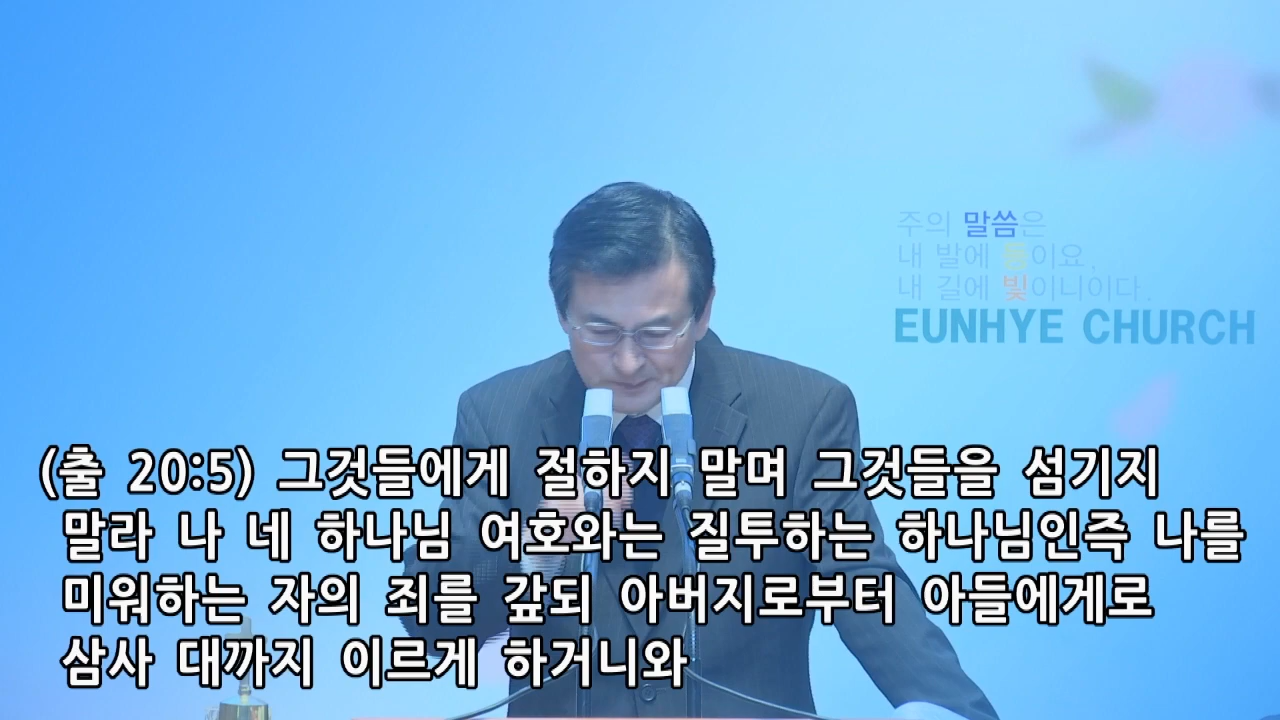 주의 말씀은
내 발에 등이요,
내 길에 빛이니이다.
EUNHYE CHURCH
(출 20:5) 그것들에게 절하지 말며 그것들을 섬기지
말라 나 네 하나님 여호와는 질투하는 하나님인즉 나를
미워하는 자의 죄를 갚되 아버지로부터 아들에게로
삼사 대까지 이르게 하거니와